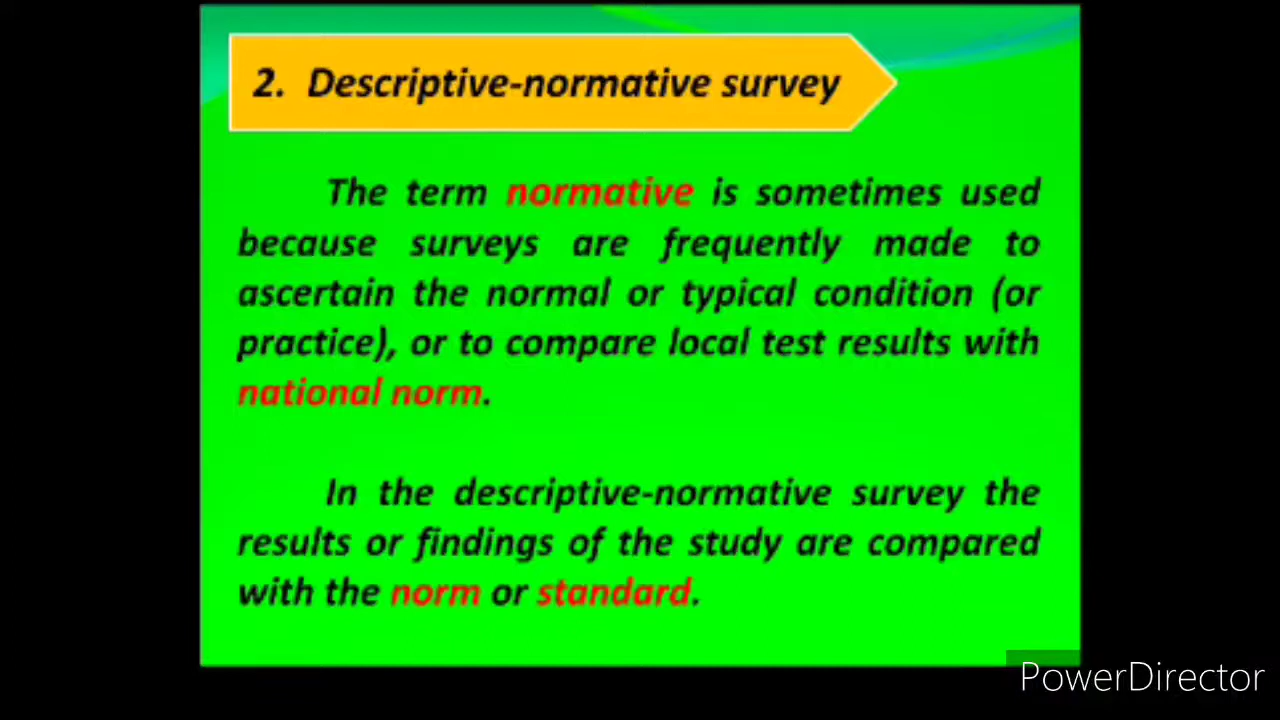 2. Descriptive-normative survey
The term normative is sometimes used
because surveys are frequently made to
ascertain the normal or typical condition (or
practice), or to compare local test results with
national norm.
In the descriptive-normative survey the
results or findings of the study are compared
with the norm or standard.
PowerDirector